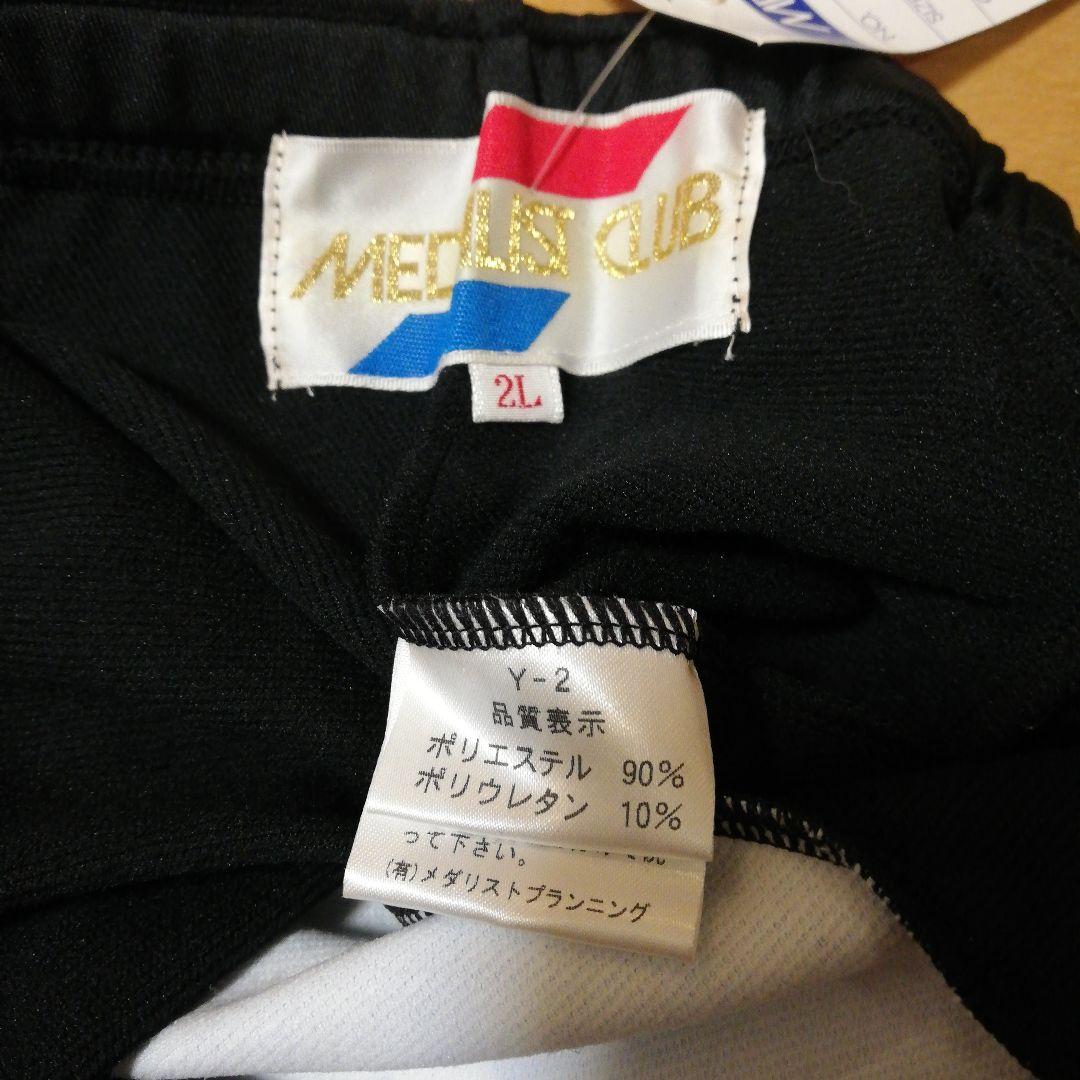 MEDALIST CLUB
2L
Y-2
品質表示
ポリエステル 90%
ポリウレタン 10%
って下さい。
(有)メダリストプランニング
NO.